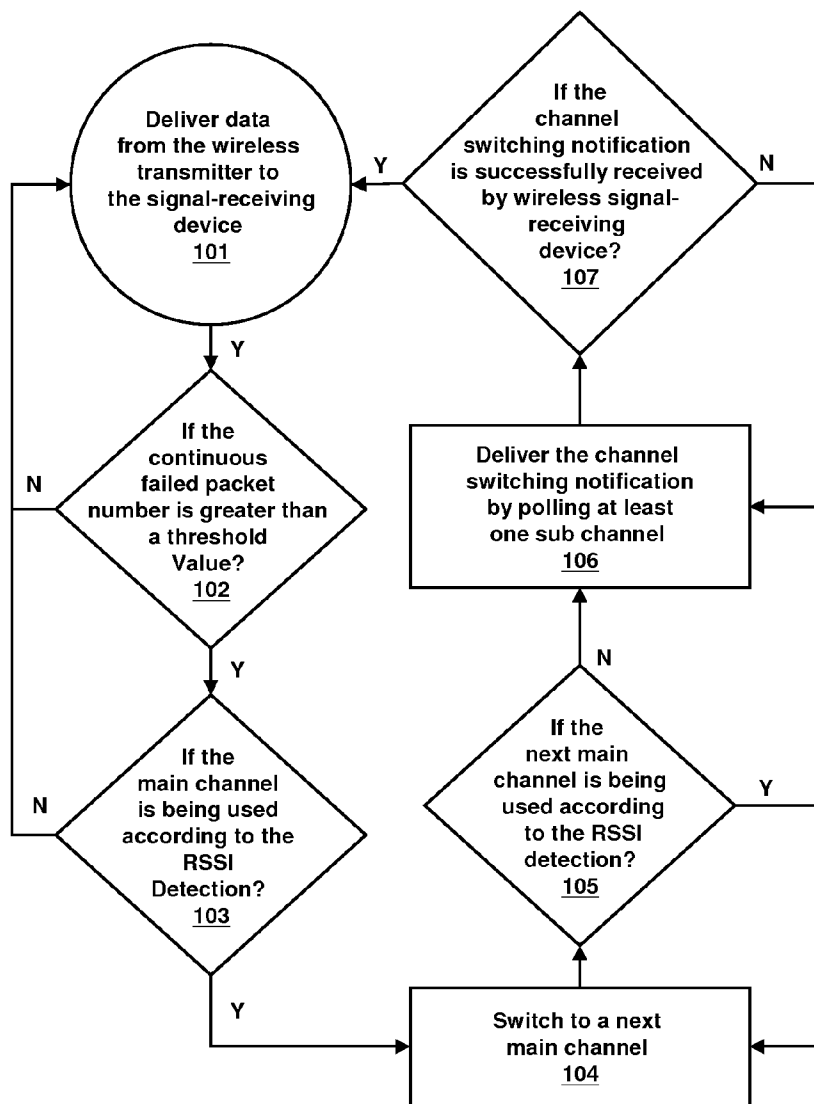 Deliver data
from the wireless
transmitter to
the signal-receiving
device
101
Y
If the
continuous
failed packet
number is greater than
a threshold
Value?
102
N
Y
If the
main channel
is being used
according to the
RSSI
Detection?
103
N
Y
Switch to a next
main channel
104
If the
next main
channel is being
used according
to the RSSI
detection?
105
Y
N
Deliver the channel
switching notification
by polling at least
one sub channel
106
If the
channel
switching notification
is successfully received
by wireless signal-
receiving
device?
107
Y
N